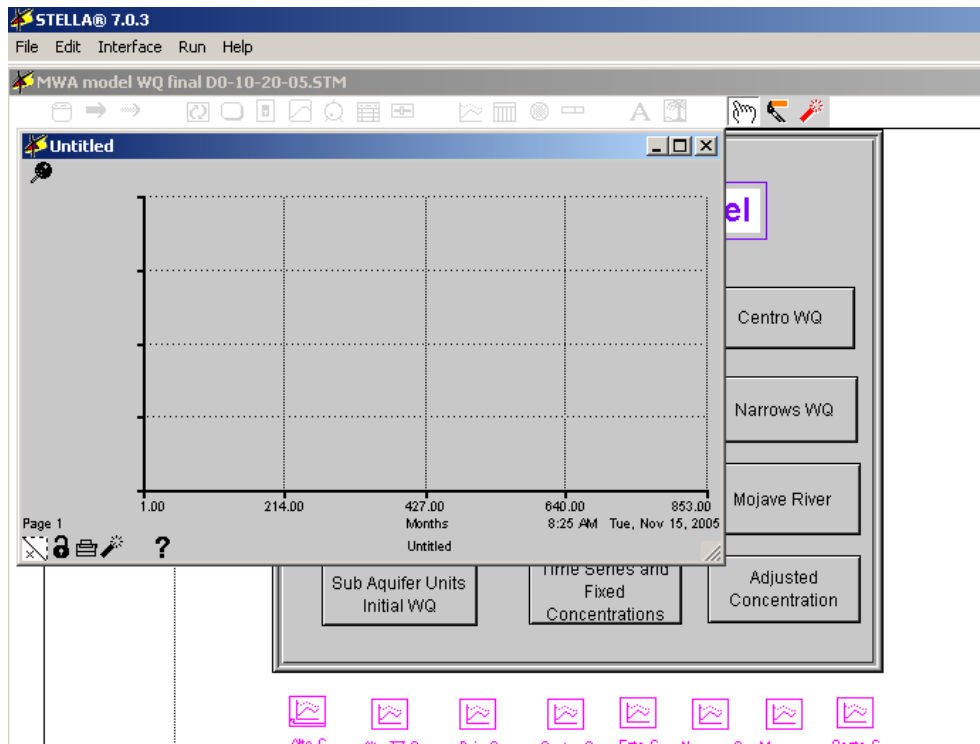 STELLA® 7.0.3
File Edit Interface Run Help
MWA model WQ final D0-10-20-05.STM
A
Untitled
el
Centro WQ
Narrows WQ
Mojave River
1.00 214.00 427.00 640.00 853.00
Page 1 Months 8:25 AM Tue, Nov 15, 2005
? Untitled
Sub Aquifer Units
Initial WQ
Time Series and
Fixed
Concentrations
Adjusted
Concentration